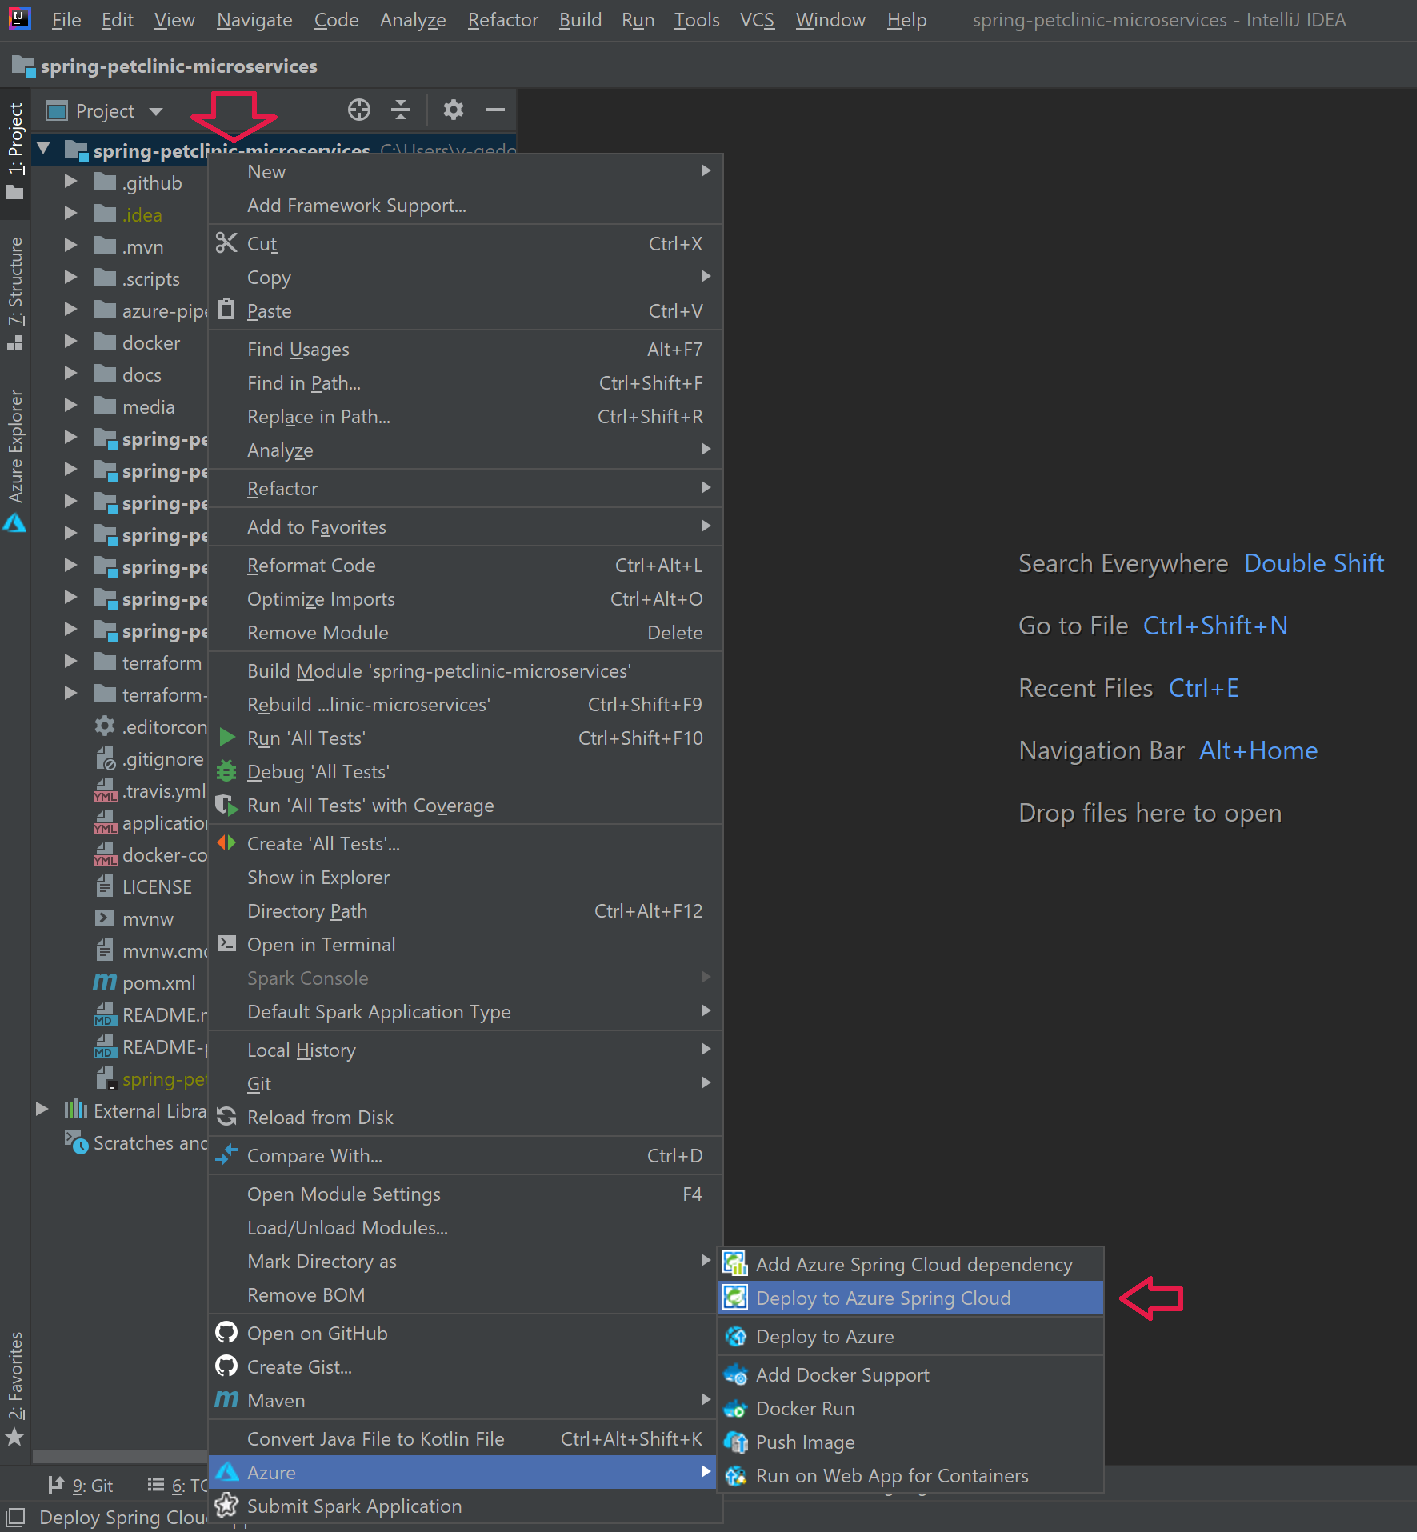 File Edit View Navigate Code Analyze Refactor Build Run Tools VCS Window Help spring-petclinic-microservices - IntelliJ IDEA
spring-petclinic-microservices
Project
1: Project
7: Structure
Azure Explorer
2: Favorites
spring-petclinic-microservices C:\Users\v-gedo
.github
.idea
.mvn
.scripts
azure-pip
docker
docs
media
spring-pe
spring-pe
spring-pe
spring-pe
spring-pe
spring-pe
spring-pe
terraform
terraform-
.editorcon
.gitignore
.travis.yml
application
docker-co
LICENSE
mvnw
mvnw.cmd
pom.xml
README.m
README-
spring-pet
External Libra
Scratches and
New
Add Framework Support...
Cut Ctrl+X
Copy
Paste Ctrl+V
Find Usages Alt+F7
Find in Path... Ctrl+Shift+F
Replace in Path... Ctrl+Shift+R
Analyze
Refactor
Add to Favorites
Reformat Code Ctrl+Alt+L
Optimize Imports Ctrl+Alt+O
Remove Module Delete
Build Module 'spring-petclinic-microservices'
Rebuild ...linic-microservices' Ctrl+Shift+F9
Run 'All Tests' Ctrl+Shift+F10
Debug 'All Tests'
Run 'All Tests' with Coverage
Create 'All Tests'...
Show in Explorer
Directory Path Ctrl+Alt+F12
Open in Terminal
Spark Console
Default Spark Application Type
Local History
Git
Reload from Disk
Compare With... Ctrl+D
Open Module Settings F4
Load/Unload Modules...
Mark Directory as
Remove BOM
Open on GitHub
Create Gist...
Maven
Convert Java File to Kotlin File Ctrl+Alt+Shift+K
Azure
Submit Spark Application
Add Azure Spring Cloud dependency
Deploy to Azure Spring Cloud
Deploy to Azure
Add Docker Support
Docker Run
Push Image
Run on Web App for Containers
Search Everywhere Double Shift
Go to File Ctrl+Shift+N
Recent Files Ctrl+E
Navigation Bar Alt+Home
Drop files here to open
9: Git 6: TO
Deploy Spring Clou